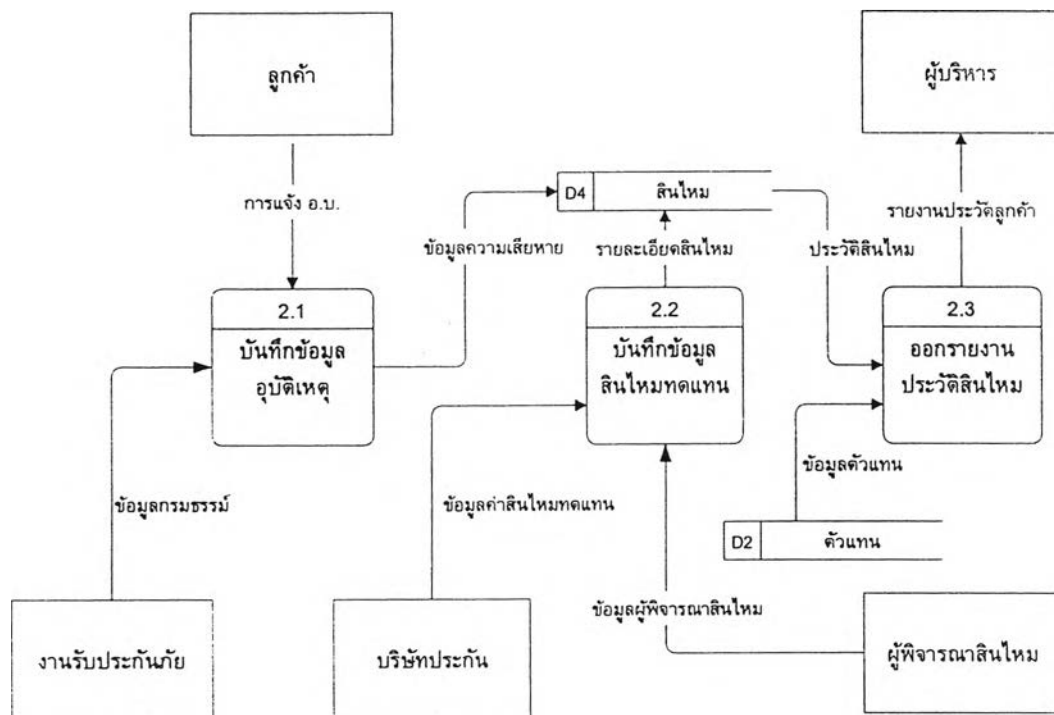 ลูกค้า
ผู้บริหาร
การแจ้ง อ.บ.
D4
สินไหม
รายงานประวัติลูกค้า
ข้อมูลความเสียหาย
รายละเอียดสินไหม
ประวัติสินไหม
2.1
บันทึกข้อมูล
อุบัติเหตุ
2.2
บันทึกข้อมูล
สินไหมทดแทน
2.3
ออกรายงาน
ประวัติสินไหม
ข้อมูลตัวแทน
ข้อมูลกรมธรรม์
ข้อมูลค่าสินไหมทดแทน
D2
ตัวแทน
ข้อมูลผู้พิจารณาสินไหม
งานรับประกันภัย
บริษัทประกัน
ผู้พิจารณาสินไหม